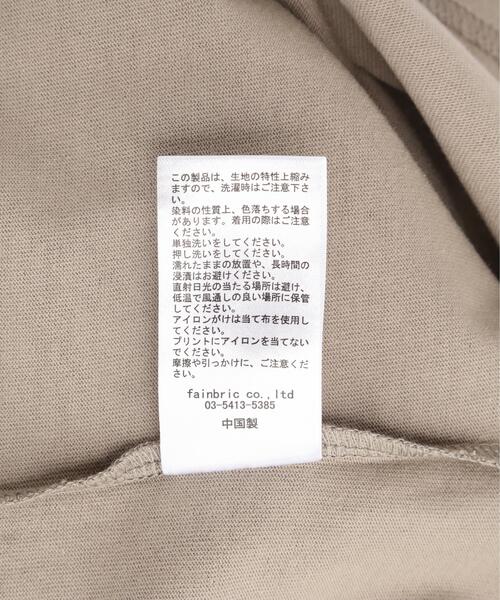 この製品は、生地の特性上縮み
ますので、洗濯時はご注意下さ
い。
染料の性質上、色落ちする場合
があります。着用の際はご注意
ください。
単独洗いをしてください。
押し洗いをしてください。
濡れたままの放置や、長時間の
浸漬はお避けください。
直射日光の当たる場所は避け、
低温で風通しの良い場所に保管
してください。
アイロンがけは当て布を使用し
てください。
プリントにアイロンを当てない
でください。
摩擦や引っかけに、ご注意くだ
さい。
fainbric co.,ltd
03-5413-5385
中国製